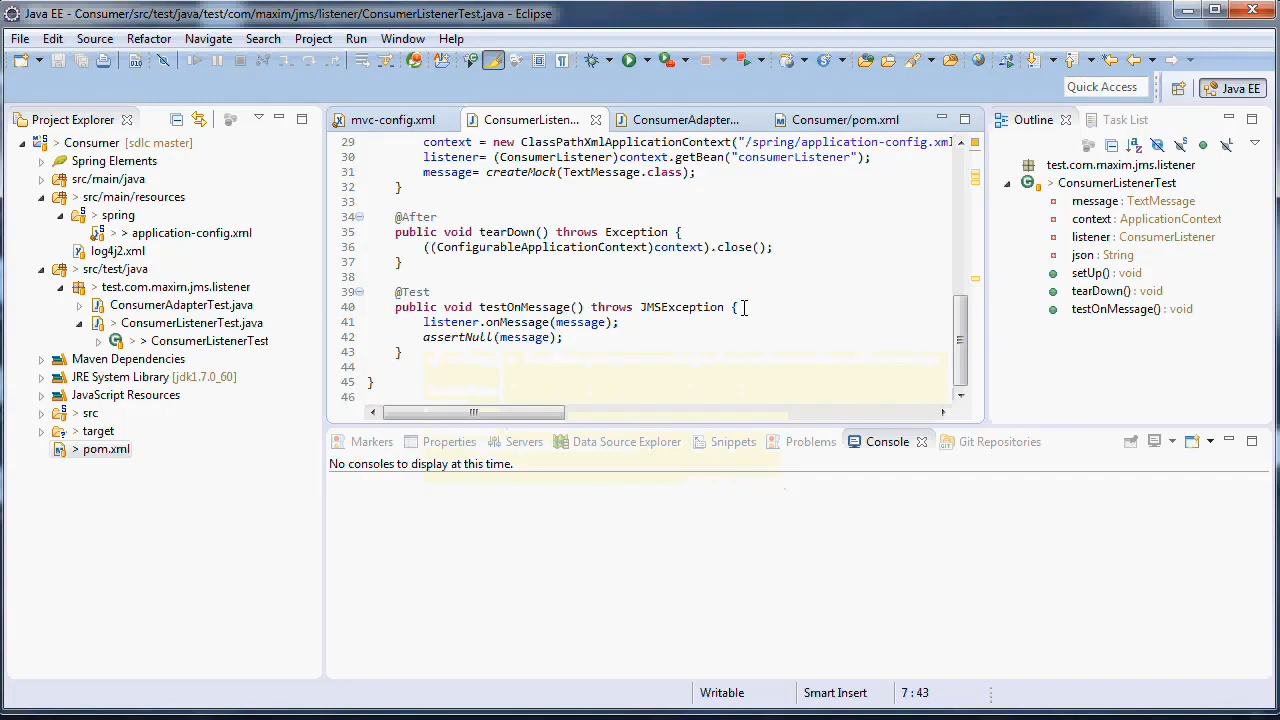 Java EE - Consumer/src/test/java/test/com/maxim/jms/listener/ConsumerListenerTest.java - Eclipse
File Edit Source Refactor Navigate Search Project Run Window Help
Quick Access
Java EE
Project Explorer
Consumer [sdlc master]
Spring Elements
src/main/java
src/main/resources
> spring
> > application-config.xml
log4j2.xml
src/test/java
test.com.maxim.jms.listener
ConsumerAdapterTest.java
> ConsumerListenerTest.java
> > ConsumerListenerTest
Maven Dependencies
JRE System Library [jdk1.7.0_60]
JavaScript Resources
> src
> target
> pom.xml
mvc-config.xml
ConsumerListen...
ConsumerAdapter...
Consumer/pom.xml
29 context = new ClassPathXmlApplicationContext("/spring/application-config.xml
30 listener= (ConsumerListener)context.getBean("consumerListener");
31 message= createMock(TextMessage.class);
32 }
33
34 @After
35 public void tearDown() throws Exception {
36 ((ConfigurableApplicationContext)context).close();
37 }
38
39 @Test
40 public void testOnMessage() throws JMSException {
41 listener.onMessage(message);
42 assertNull(message);
43 }
44
45 }
46
Outline
Task List
test.com.maxim.jms.listener
> ConsumerListenerTest
message : TextMessage
context : ApplicationContext
listener : ConsumerListener
json : String
setUp() : void
tearDown() : void
testOnMessage() : void
Markers Properties Servers Data Source Explorer Snippets Problems Console Git Repositories
No consoles to display at this time.
Writable
Smart Insert
7 : 43